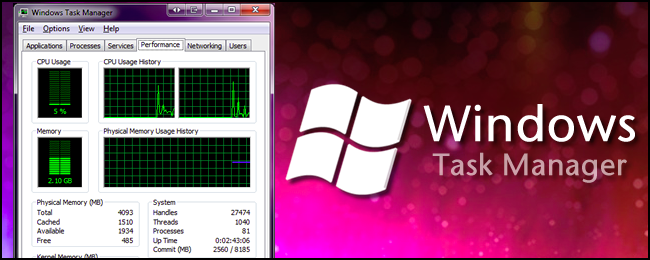 Windows Task Manager
File Options View Help
Applications Processes Services Performance Networking Users
CPU Usage CPU Usage History
5 %
Memory Physical Memory Usage History
2.10 GB
Physical Memory (MB)
Total 4093
Cached 1510
Available 1934
Free 485
System
Handles 27474
Threads 1040
Processes 81
Up Time 0:02:43:06
Commit (MB) 2560 / 8185
Kernel Memory (MB)
Windows
Task Manager